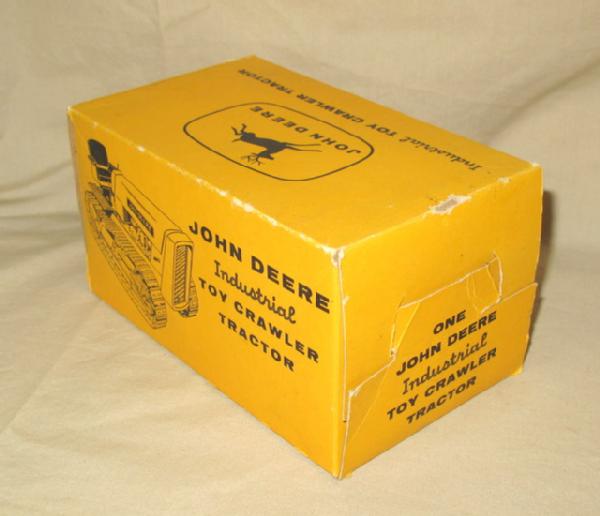 Industrial TOY CRAWLER TRACTOR
JOHN DEERE
JOHN DEERE
Industrial
TOY CRAWLER
TRACTOR
ONE
JOHN DEERE
Industrial
TOY CRAWLER
TRACTOR